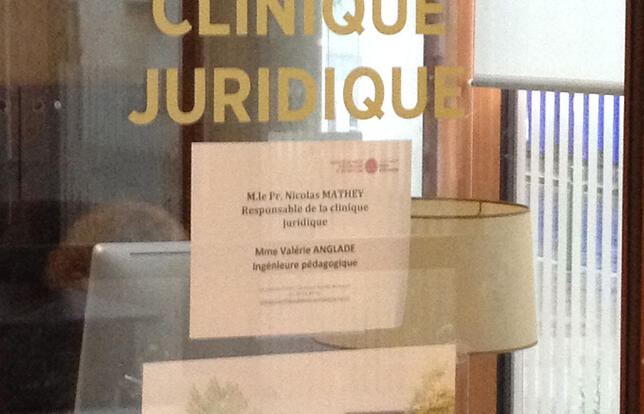 CLINIQUE
JURIDIQUE
M.le Pr. Nicolas MATHEY
Responsable de la clinique
juridique
Mme Valérie ANGLADE
Ingénieure pédagogique